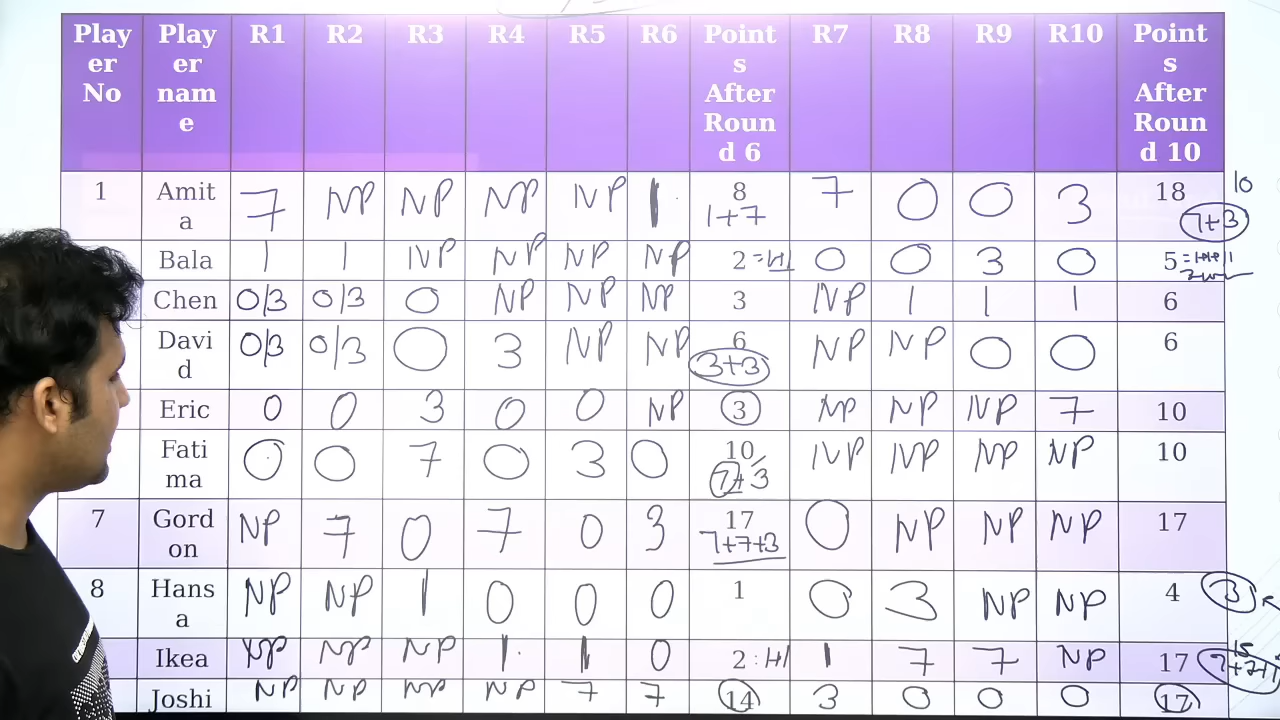 Player No Player name R1 R2 R3 R4 R5 R6 Points After Round 6 R7 R8 R9 R10 Points After Round 10
1 Amita 7 NP NP NP NP 1 8 1+7 7 0 0 3 18 10 7+3
Bala 1 1 NP NP NP NP 2 0 0 3 0 5
Chen 0/3 0/3 0 NP NP NP 3 NP 1 1 1 6
David 0/3 0/3 0 3 NP NP 6 3+3 NP NP 0 0 6
Eric 0 0 3 0 0 NP 3 NP NP NP 7 10
Fatima 0 0 7 0 3 0 10 7+3 NP NP NP NP 10
7 Gordon NP 7 0 7 0 3 17 7+7+3 0 NP NP NP 17
8 Hansa NP NP 1 0 0 0 1 0 3 NP NP 4 3
Ikea NP NP NP 1 1 0 2 1 7 7 NP 17 15 7+7+1
Joshi NP NP NP NP 7 7 14 3 0 0 0 17